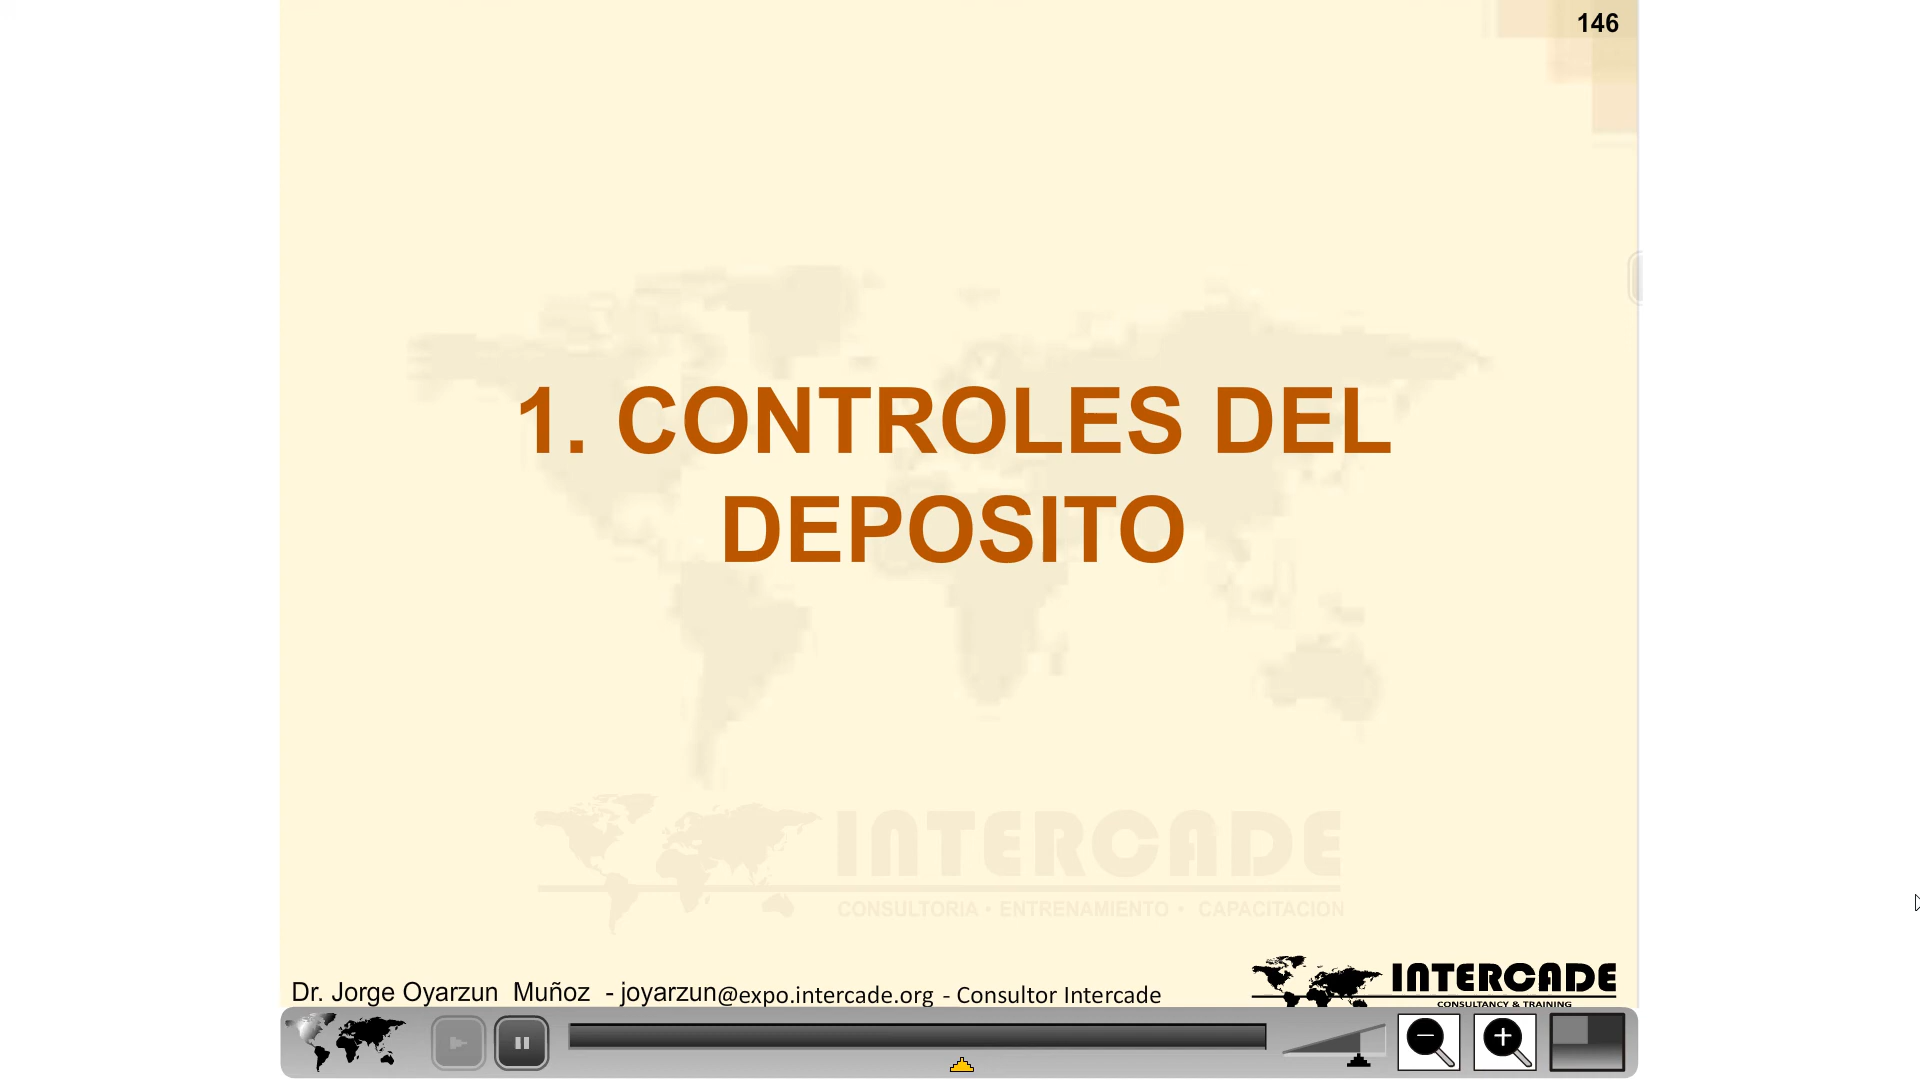 146
1. CONTROLES DEL
DEPOSITO
INTERCADE
CONSULTORIA • ENTRENAMIENTO • CAPACITACION
Dr. Jorge Oyarzun  Muñoz  - joyarzun@expo.intercade.org - Consultor Intercade
INTERCADE
CONSULTANCY & TRAINING